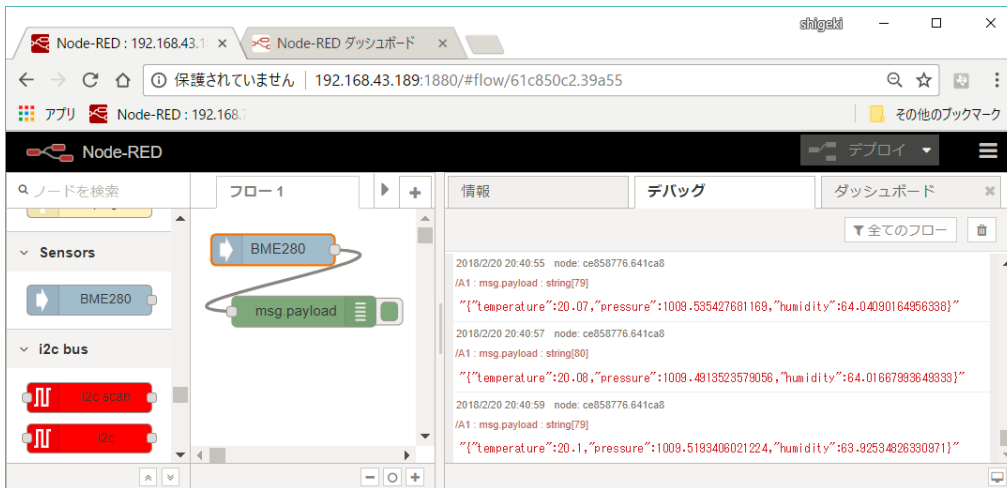 shigeki
Node-RED : 192.168.43.1
Node-RED ダッシュボード
保護されていません | 192.168.43.189:1880/#flow/61c850c2.39a55
アプリ Node-RED : 192.168.
その他のブックマーク
Node-RED
デプロイ
ノードを検索
フロー 1
情報
デバッグ
ダッシュボード
全てのフロー
Sensors
BME280
i2c bus
i2c scan
i2c
BME280
msg.payload
2018/2/20 20:40:55 node: ce858776.641ca8
/A1 : msg.payload : string[79]
"{"temperature":20.07,"pressure":1009.535427681169,"humidity":64.04090164956338}"
2018/2/20 20:40:57 node: ce858776.641ca8
/A1 : msg.payload : string[80]
"{"temperature":20.08,"pressure":1009.4913523579056,"humidity":64.01667993649333}"
2018/2/20 20:40:59 node: ce858776.641ca8
/A1 : msg.payload : string[79]
"{"temperature":20.1,"pressure":1009.5193406021224,"humidity":63.92534826330971}"